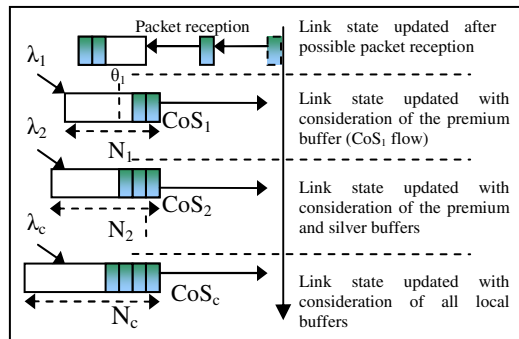 Packet reception
Link state updated after
possible packet reception
λ1
θ1
CoS1
N1
Link state updated with
consideration of the premium
buffer (CoS1 flow)
λ2
CoS2
N2
Link state updated with
consideration of the premium
and silver buffers
λc
CoSc
Nc
Link state updated with
consideration of all local
buffers